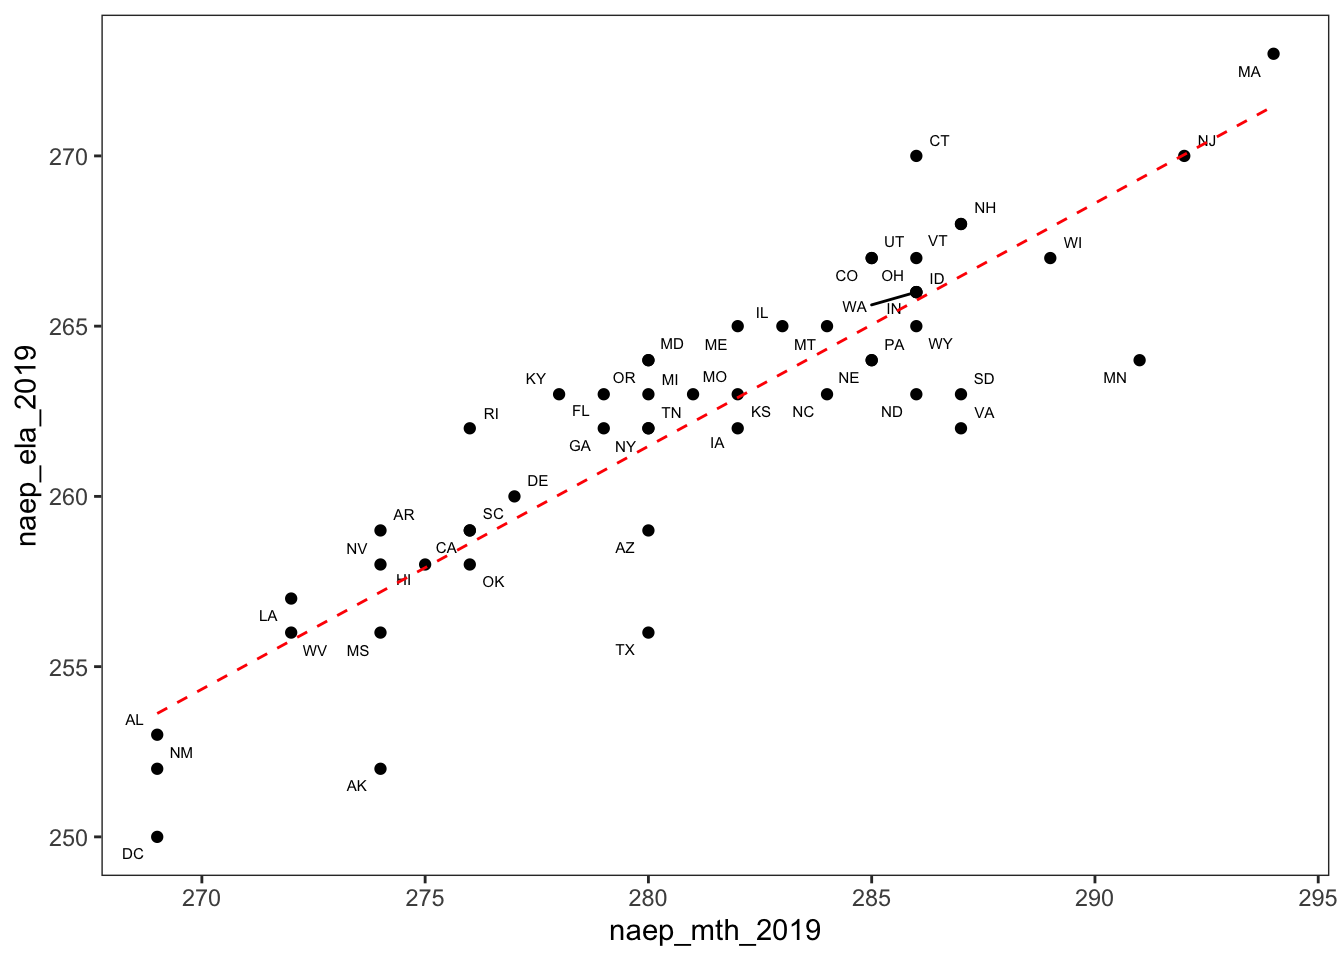 naep_ela_2019
270
265
260
255
250
MA
CT
NJ
NH
UT
VT
WI
CO
OH
ID
WA
IN
IL
ME
MT
PA
WY
MD
MN
KY
OR
MI
MO
NE
SD
FL
TN
KS
NC
ND
VA
RI
GA
NY
IA
DE
AR
SC
NV
CA
AZ
HI
OK
LA
WV
MS
TX
AL
NM
AK
DC
270
275
280
285
290
295
naep_mth_2019